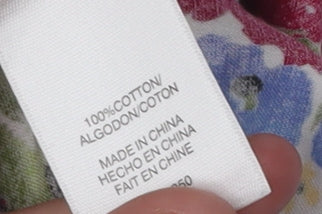 100%COTTON/
ALGODON/COTON
MADE IN CHINA
HECHO EN CHINA
FAIT EN CHINE